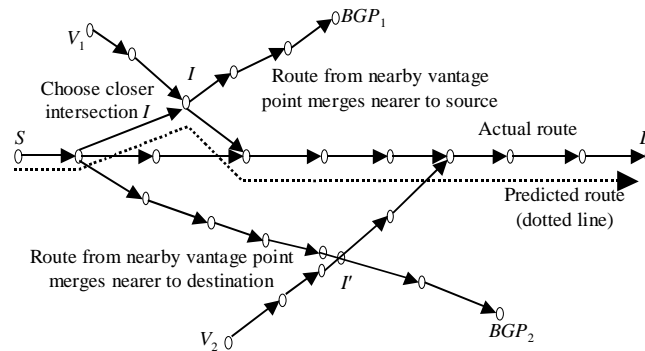 V1
BGP1
I
Choose closer
intersection I
Route from nearby vantage
point merges nearer to source
S
Actual route
Predicted route
(dotted line)
Route from nearby vantage point
merges nearer to destination
I'
V2
BGP2